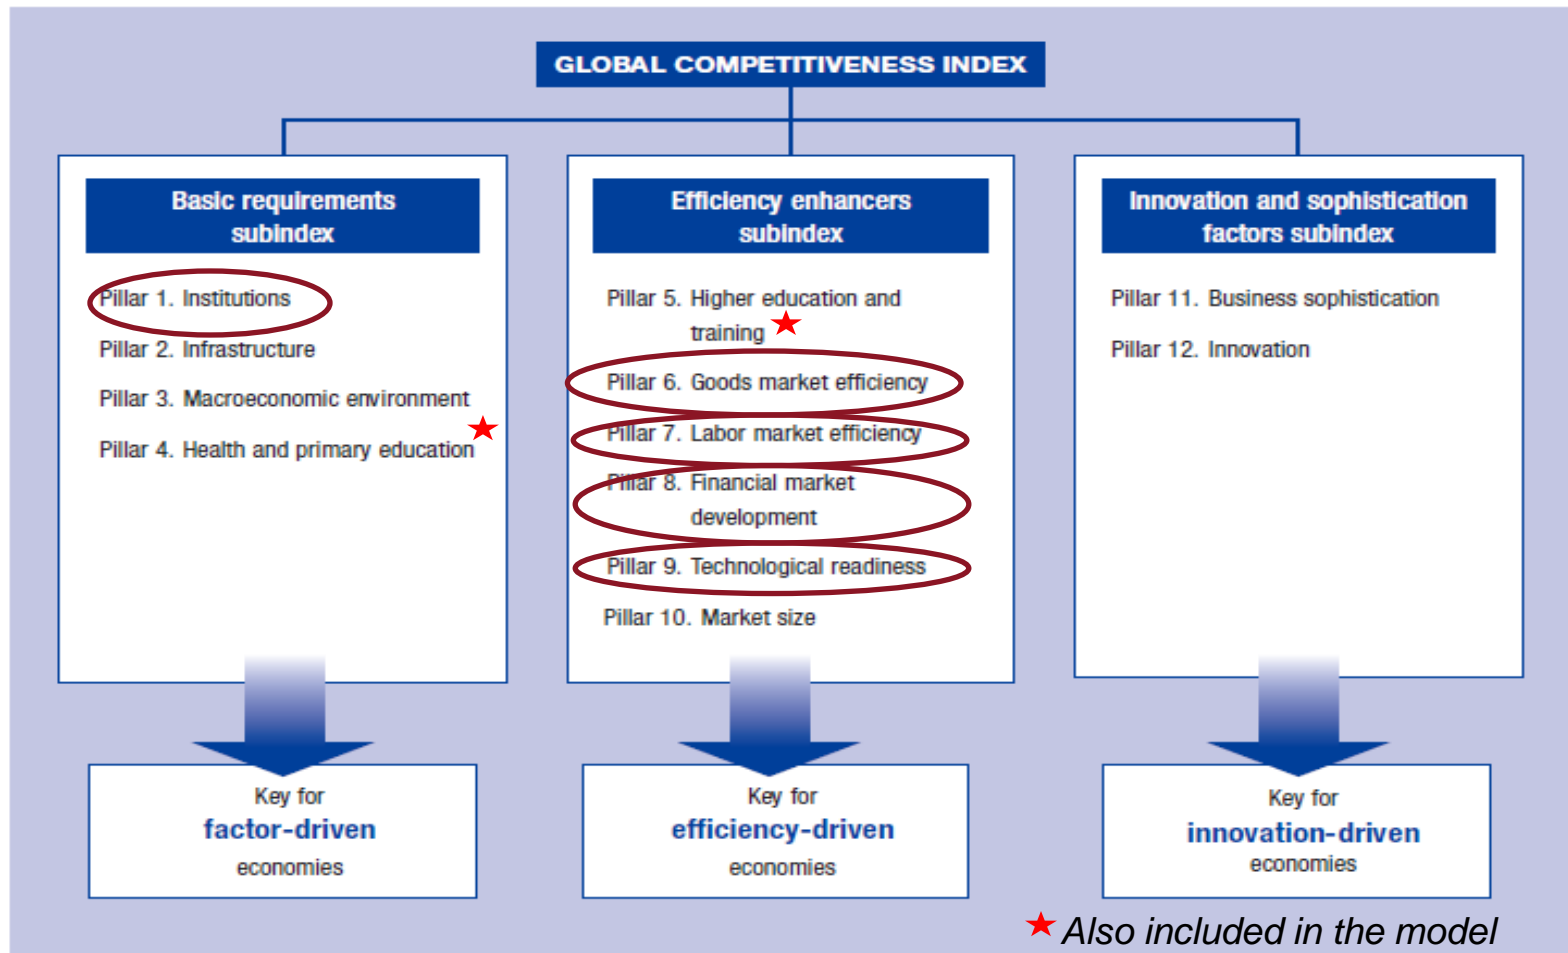 GLOBAL COMPETITIVENESS INDEX
Basic requirements
subindex
Pillar 1. Institutions
Pillar 2. Infrastructure
Pillar 3. Macroeconomic environment
Pillar 4. Health and primary education
Key for
factor-driven
economies
Efficiency enhancers
subindex
Pillar 5. Higher education and
training
Pillar 6. Goods market efficiency
Pillar 7. Labor market efficiency
Pillar 8. Financial market
development
Pillar 9. Technological readiness
Pillar 10. Market size
Key for
efficiency-driven
economies
Innovation and sophistication
factors subindex
Pillar 11. Business sophistication
Pillar 12. Innovation
Key for
innovation-driven
economies
Also included in the model